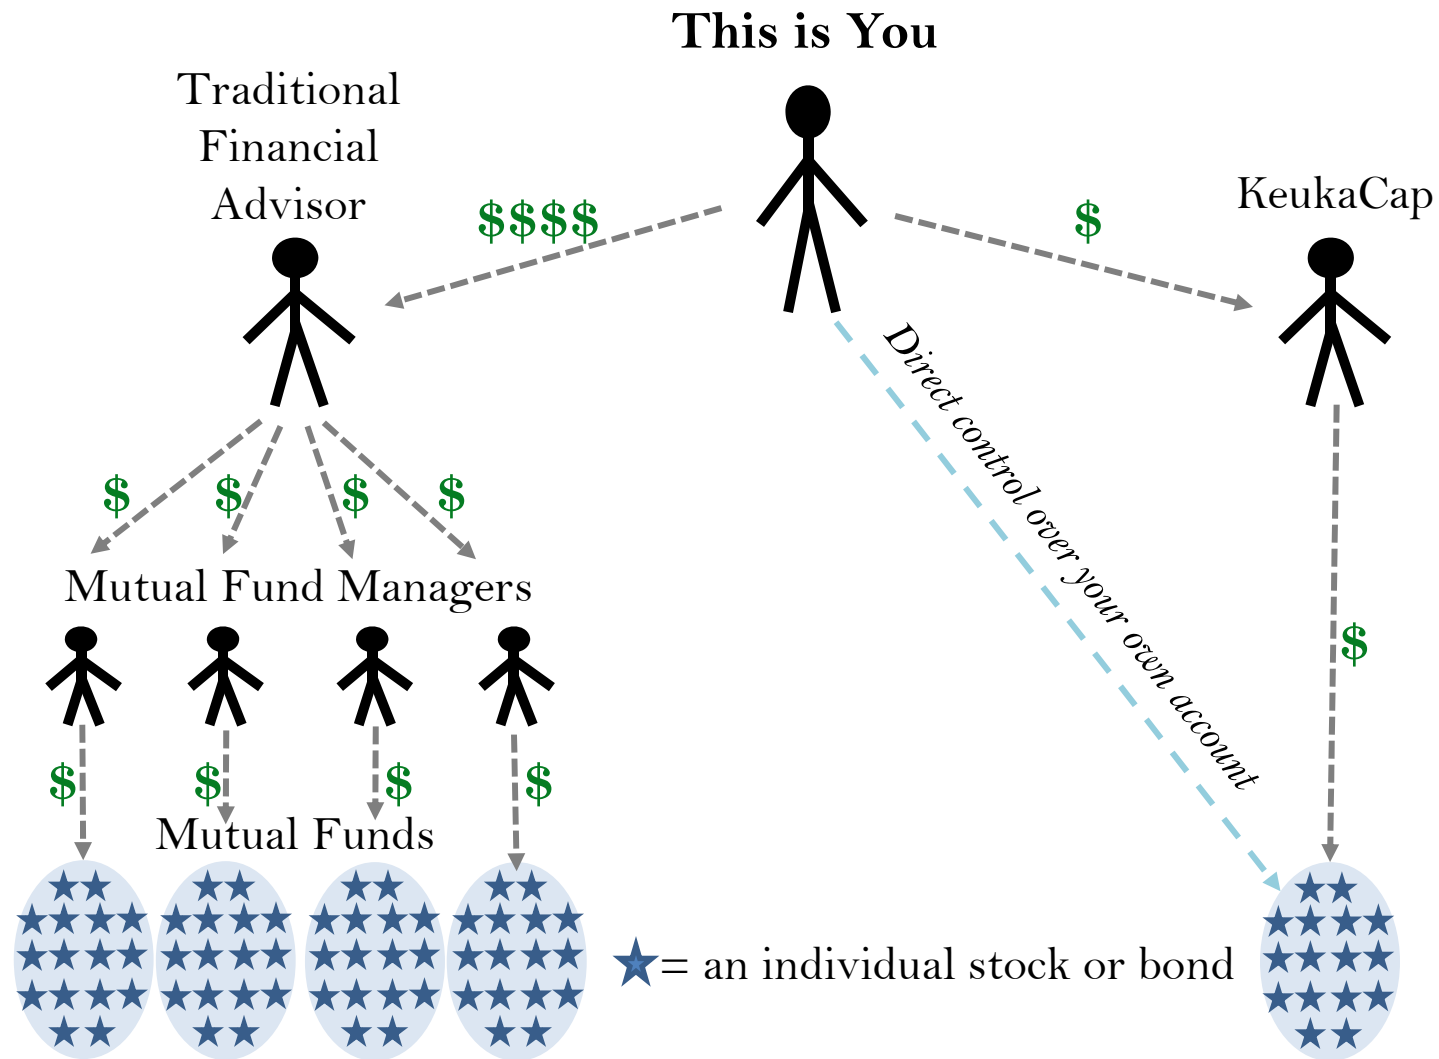 This is You
Traditional
Financial
Advisor
KeukaCap
$$$$
$
Direct control over your own account
$ $ $ $
Mutual Fund Managers
$
$ $ $ $
Mutual Funds
= an individual stock or bond